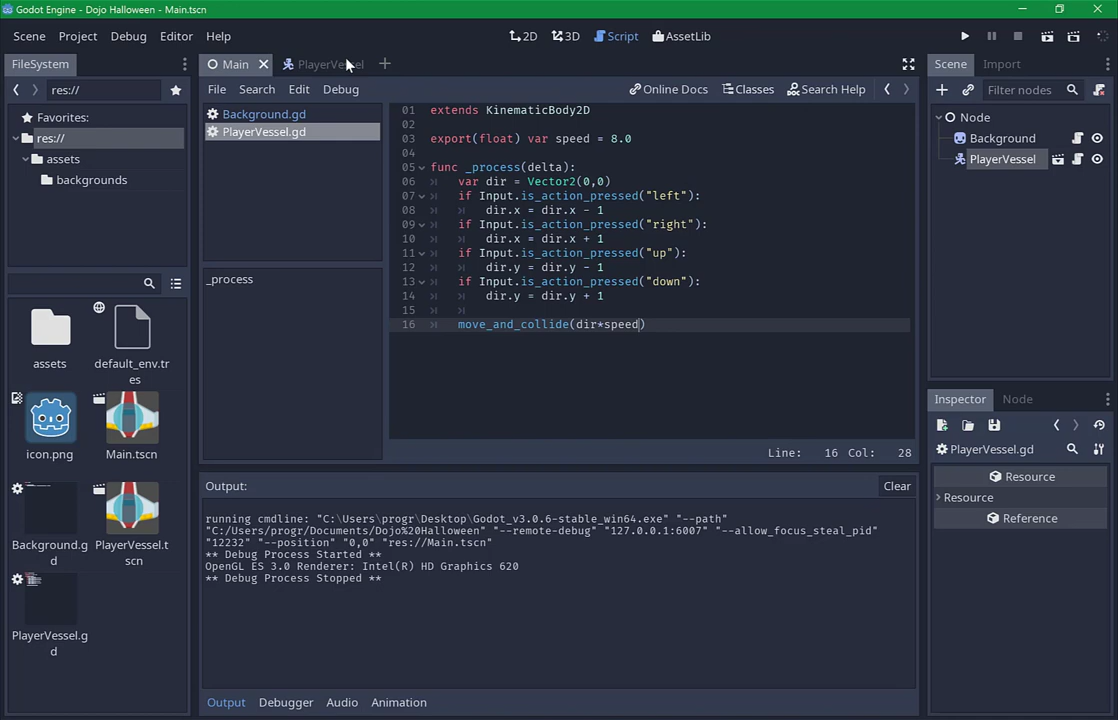 Godot Engine - Dojo Halloween - Main.tscn
Scene Project Debug Editor Help
2D 3D Script AssetLib
FileSystem
res://
Favorites:
res://
assets
backgrounds
assets
default_env.tr
es
icon.png
Main.tscn
Background.g
d
PlayerVessel.t
scn
PlayerVessel.g
d
Main PlayerVessel
File Search Edit Debug
Online Docs Classes Search Help
Background.gd
PlayerVessel.gd
_process
01 extends KinematicBody2D
02
03 export(float) var speed = 8.0
04
05 func _process(delta):
06 var dir = Vector2(0,0)
07 if Input.is_action_pressed("left"):
08 dir.x = dir.x - 1
09 if Input.is_action_pressed("right"):
10 dir.x = dir.x + 1
11 if Input.is_action_pressed("up"):
12 dir.y = dir.y - 1
13 if Input.is_action_pressed("down"):
14 dir.y = dir.y + 1
15
16 move_and_collide(dir*speed)
Line: 16 Col: 28
Output:
Clear
running cmdline: "C:\Users\progr\Desktop\Godot_v3.0.6-stable_win64.exe" "--path"
"C:/Users/progr/Documents/Dojo%20Halloween" "--remote-debug" "127.0.0.1:6007" "--allow_focus_steal_pid"
"12232" "--position" "0,0" "res://Main.tscn"
** Debug Process Started **
OpenGL ES 3.0 Renderer: Intel(R) HD Graphics 620
** Debug Process Stopped **
Output Debugger Audio Animation
Scene Import
Filter nodes
Node
Background
PlayerVessel
Inspector Node
PlayerVessel.gd
Resource
Resource
Reference